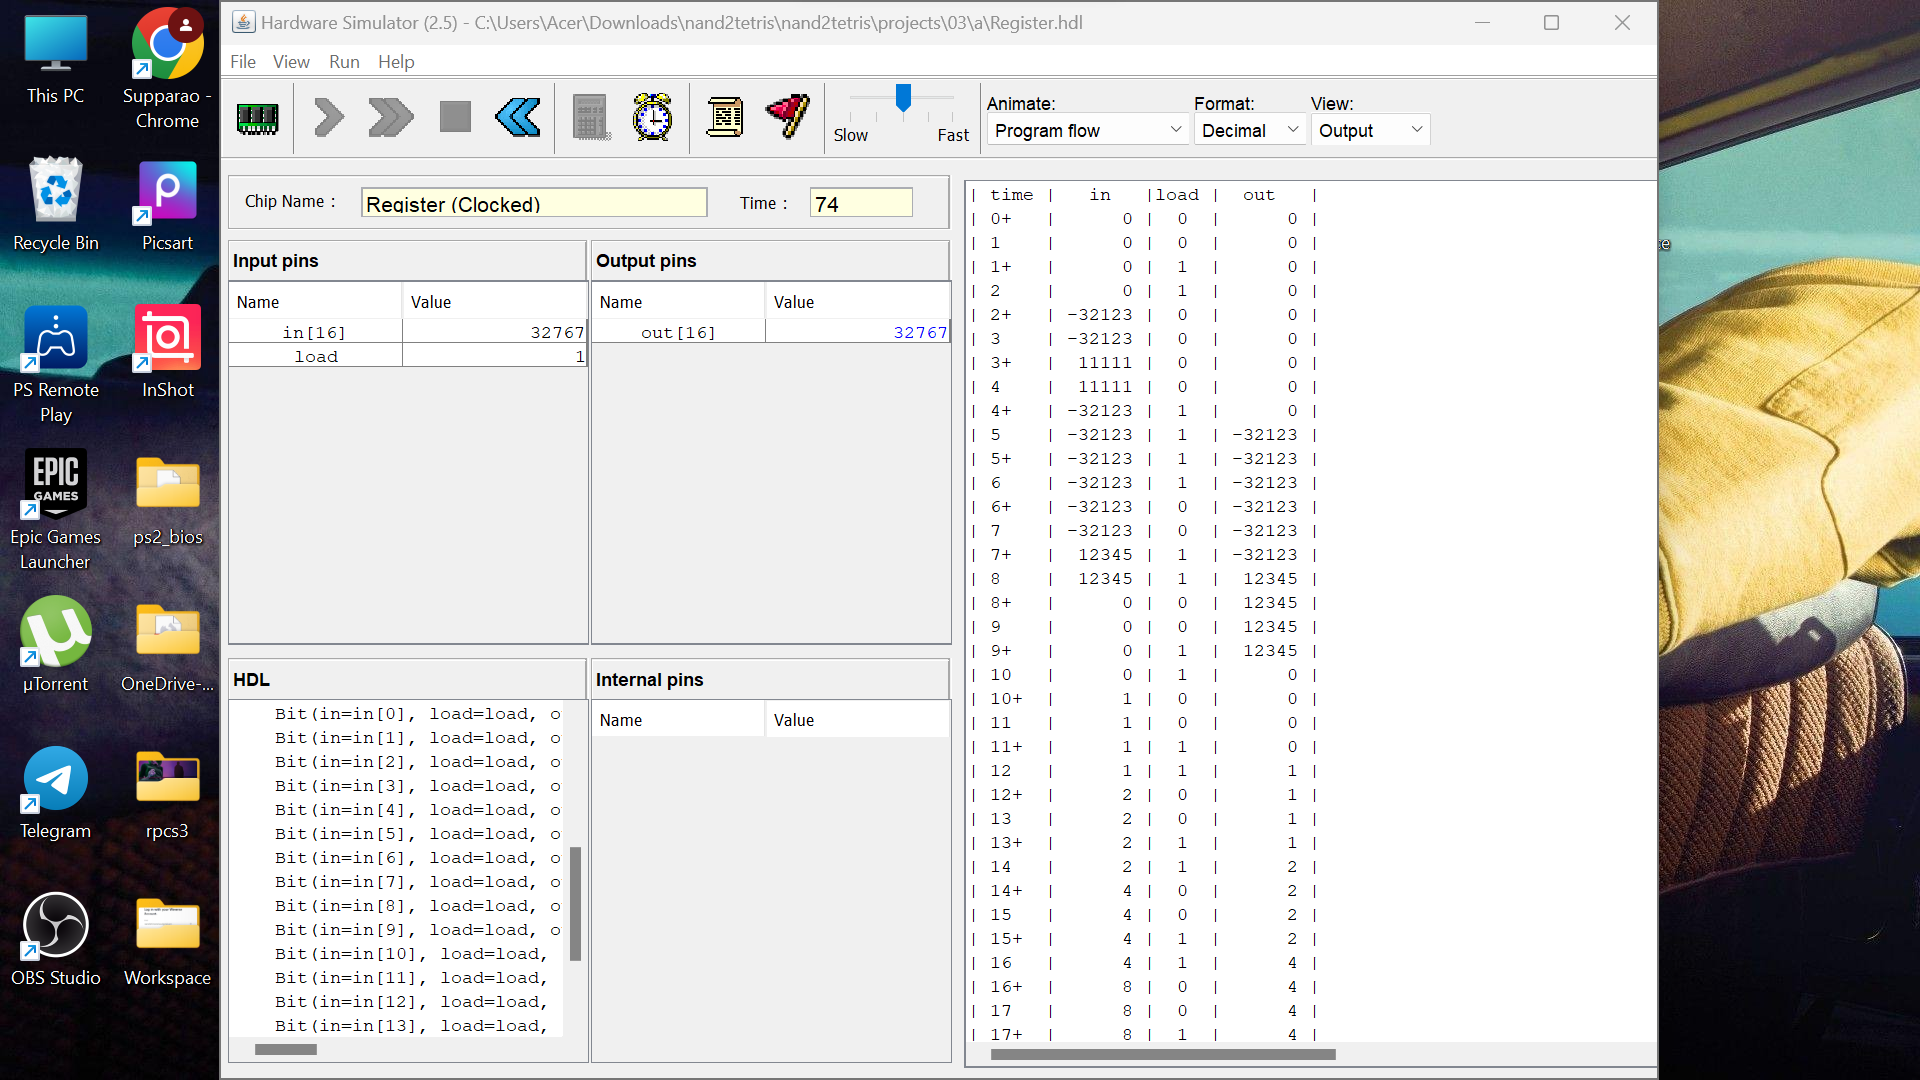 This PC
Supparao -
Chrome
Recycle Bin
Picsart
PS Remote
Play
InShot
EPIC
GAMES
Epic Games
Launcher
ps2_bios
µTorrent
OneDrive-...
Telegram
rpcs3
OBS Studio
Workspace
Hardware Simulator (2.5) - C:\Users\Acer\Downloads\nand2tetris\nand2tetris\projects\03\a\Register.hdl
File View Run Help
Slow Fast
Animate:
Program flow
Format:
Decimal
View:
Output
Chip Name : Register (Clocked) Time : 74
Input pins
Name Value
in[16] 32767
load 1
Output pins
Name Value
out[16] 32767
HDL
Bit(in=in[0], load=load, o
Bit(in=in[1], load=load, o
Bit(in=in[2], load=load, o
Bit(in=in[3], load=load, o
Bit(in=in[4], load=load, o
Bit(in=in[5], load=load, o
Bit(in=in[6], load=load, o
Bit(in=in[7], load=load, o
Bit(in=in[8], load=load, o
Bit(in=in[9], load=load, o
Bit(in=in[10], load=load,
Bit(in=in[11], load=load,
Bit(in=in[12], load=load,
Bit(in=in[13], load=load,
Internal pins
Name Value
| time | in |load | out |
| 0+ | 0 | 0 | 0 |
| 1 | 0 | 0 | 0 |
| 1+ | 0 | 1 | 0 |
| 2 | 0 | 1 | 0 |
| 2+ | -32123 | 0 | 0 |
| 3 | -32123 | 0 | 0 |
| 3+ | 11111 | 0 | 0 |
| 4 | 11111 | 0 | 0 |
| 4+ | -32123 | 1 | 0 |
| 5 | -32123 | 1 | -32123 |
| 5+ | -32123 | 1 | -32123 |
| 6 | -32123 | 1 | -32123 |
| 6+ | -32123 | 0 | -32123 |
| 7 | -32123 | 0 | -32123 |
| 7+ | 12345 | 1 | -32123 |
| 8 | 12345 | 1 | 12345 |
| 8+ | 0 | 0 | 12345 |
| 9 | 0 | 0 | 12345 |
| 9+ | 0 | 1 | 12345 |
| 10 | 0 | 1 | 0 |
| 10+ | 1 | 0 | 0 |
| 11 | 1 | 0 | 0 |
| 11+ | 1 | 1 | 0 |
| 12 | 1 | 1 | 1 |
| 12+ | 2 | 0 | 1 |
| 13 | 2 | 0 | 1 |
| 13+ | 2 | 1 | 1 |
| 14 | 2 | 1 | 2 |
| 14+ | 4 | 0 | 2 |
| 15 | 4 | 0 | 2 |
| 15+ | 4 | 1 | 2 |
| 16 | 4 | 1 | 4 |
| 16+ | 8 | 0 | 4 |
| 17 | 8 | 0 | 4 |
| 17+ | 8 | 1 | 4 |